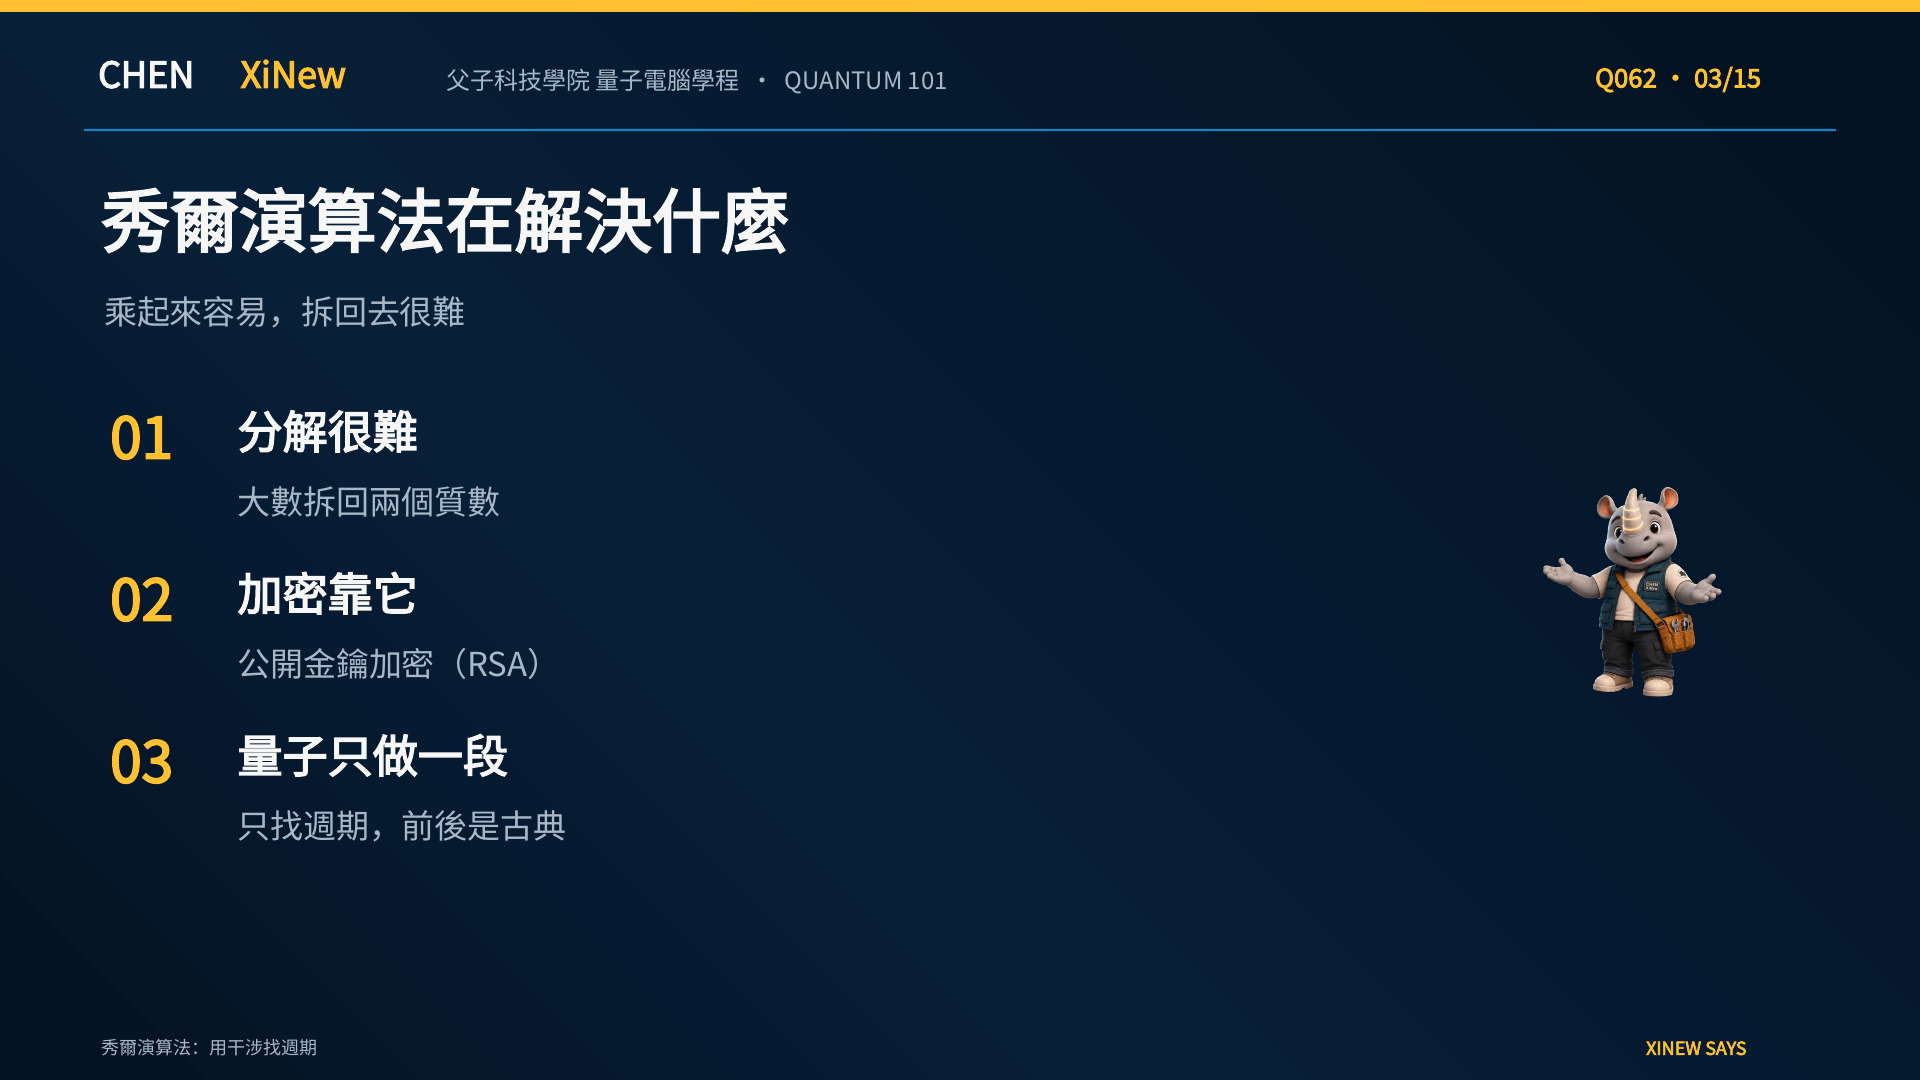 CHEN XiNew 父子科技學院 量子電腦學程 · QUANTUM 101 Q062 · 03/15
秀爾演算法在解決什麼
乘起來容易，拆回去很難
01 分解很難
大數拆回兩個質數
02 加密靠它
公開金鑰加密（RSA）
03 量子只做一段
只找週期，前後是古典
秀爾演算法：用干涉找週期
XINEW SAYS